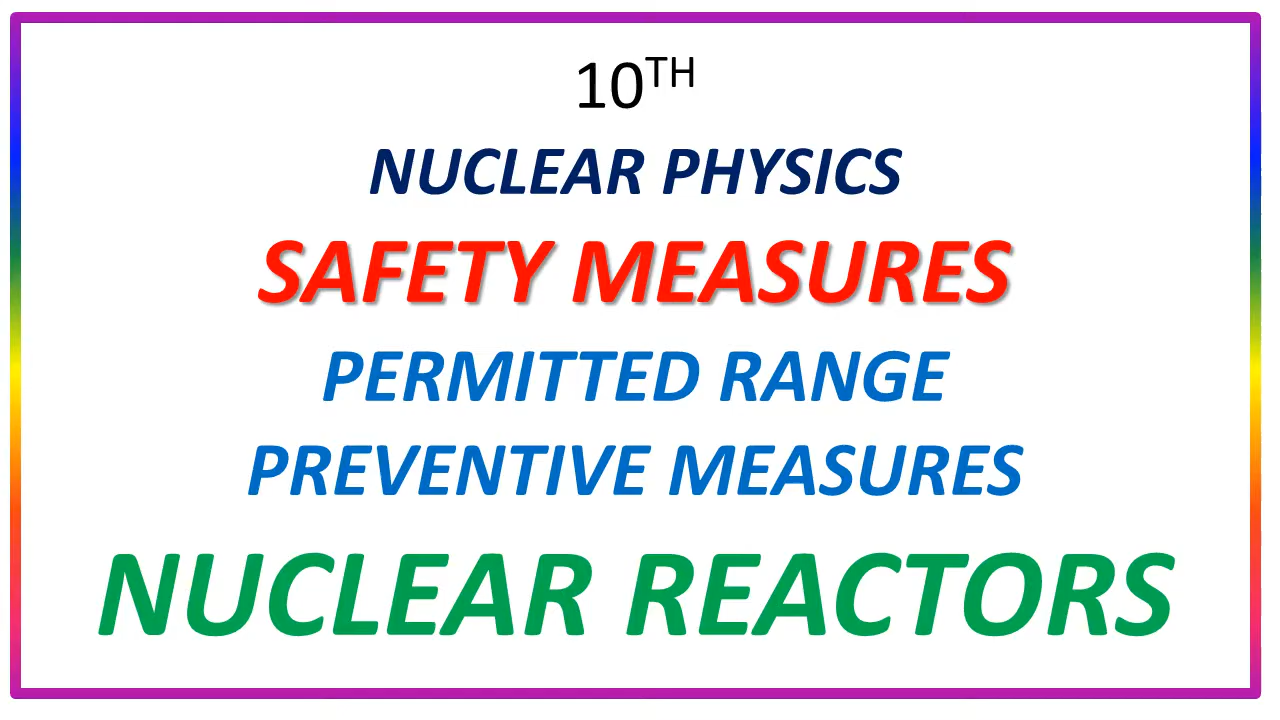 10TH
NUCLEAR PHYSICS
SAFETY MEASURES
PERMITTED RANGE
PREVENTIVE MEASURES
NUCLEAR REACTORS